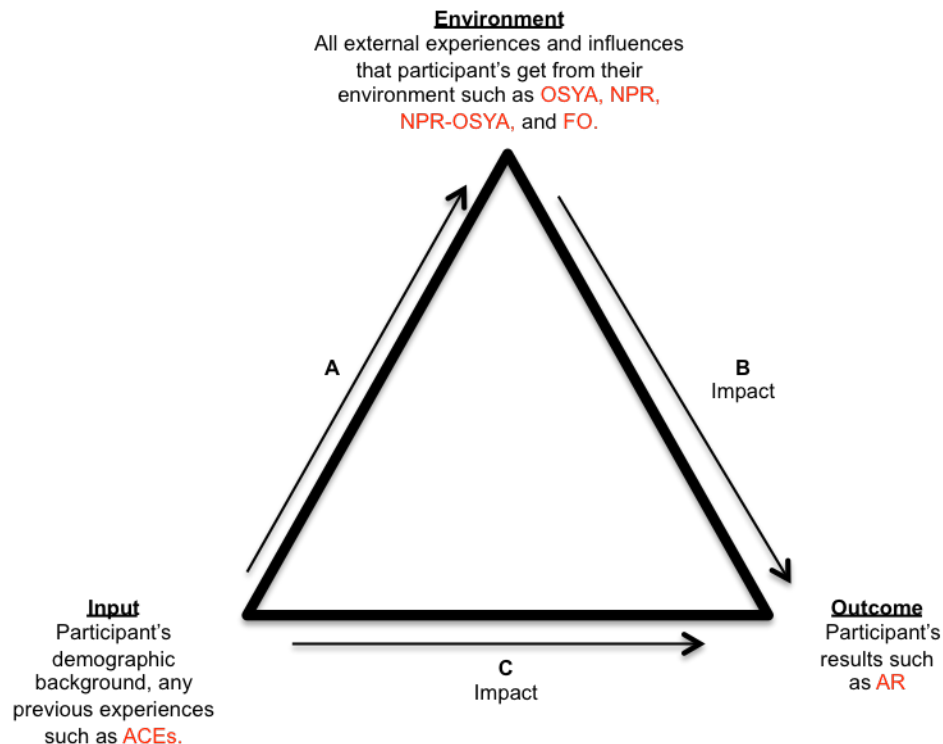 Environment
All external experiences and influences
that participant's get from their
environment such as OSYA, NPR,
NPR-OSYA, and FO.
A
B
Impact
Input
Participant's
demographic
background, any
previous experiences
such as ACEs.
C
Impact
Outcome
Participant's
results such
as AR